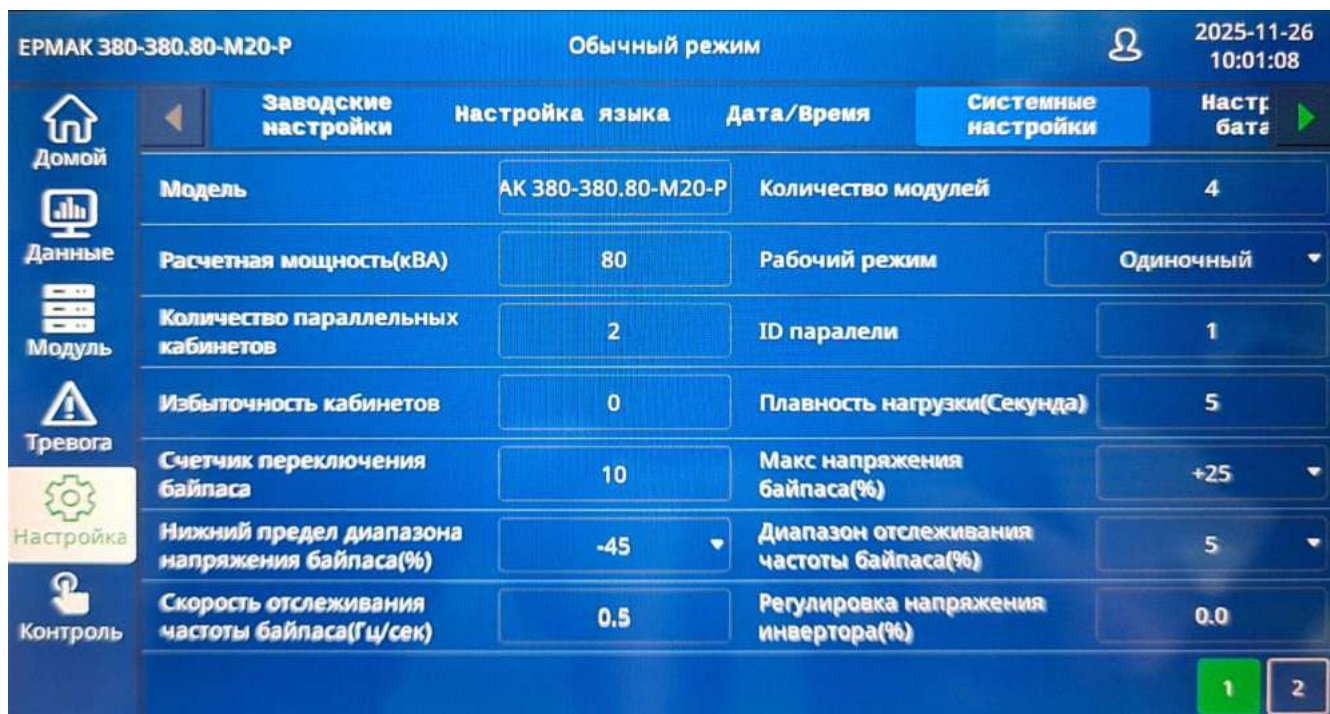 ЕРМАК 380-380.80-М20-Р
Обычный режим
2025-11-26
10:01:08
Домой
Данные
Модуль
Тревога
Настройка
Контроль
Заводские
настройки
Настройка языка
Дата/Время
Системные
настройки
Настр
бата
Модель
АК 380-380.80-М20-Р
Количество модулей
4
Расчетная мощность(кВА)
80
Рабочий режим
Одиночный
Количество параллельных
кабинетов
2
ID паралели
1
Избыточность кабинетов
0
Плавность нагрузки(Секунда)
5
Счетчик переключения
байпаса
10
Макс напряжения
байпаса(%)
+25
Нижний предел диапазона
напряжения байпаса(%)
-45
Диапазон отслеживания
частоты байпаса(%)
5
Скорость отслеживания
частоты байпаса(Гц/сек)
0.5
Регулировка напряжения
инвертора(%)
0.0
1
2